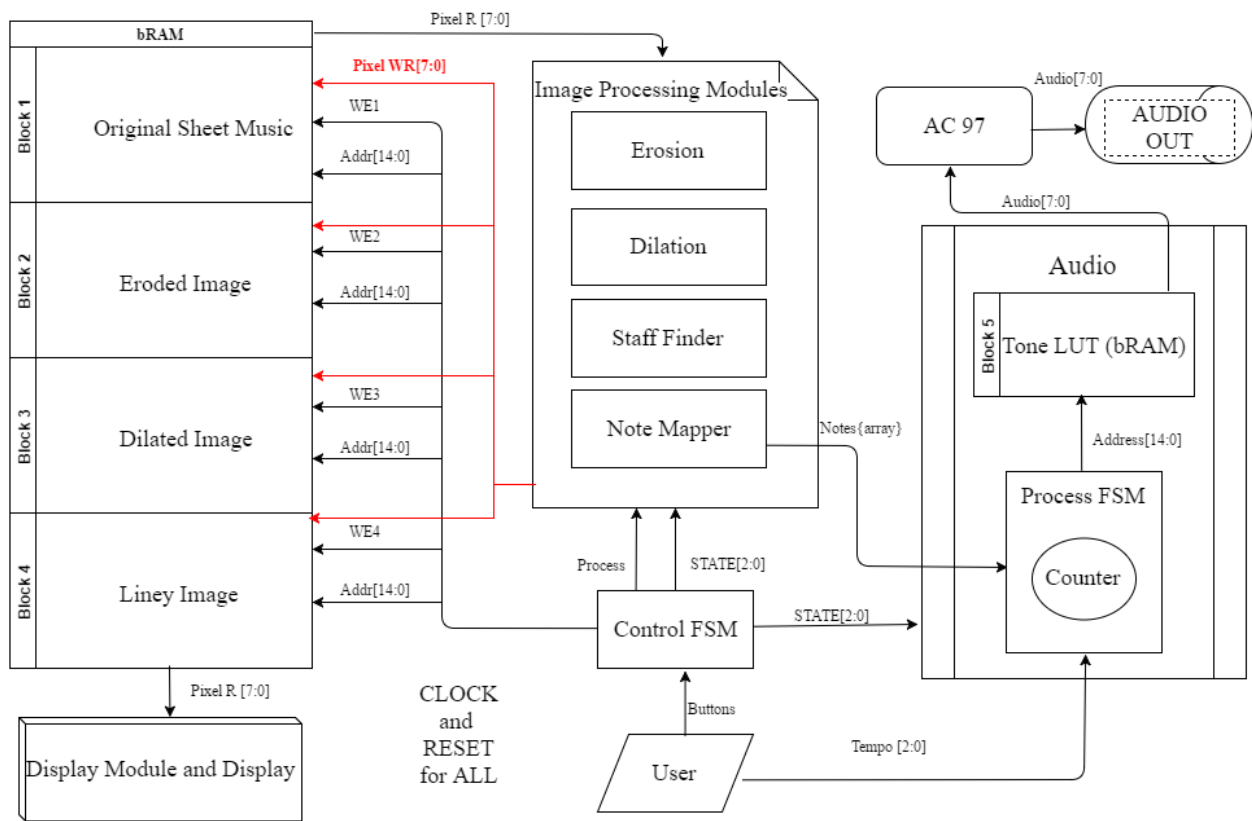 bRAM
Pixel R [7:0]
Pixel WR[7:0]
Block 1
Original Sheet Music
WE1
Addr[14:0]
Block 2
Eroded Image
WE2
Addr[14:0]
Block 3
Dilated Image
WE3
Addr[14:0]
Block 4
Liney Image
WE4
Addr[14:0]
Pixel R [7:0]
Display Module and Display
Image Processing Modules
Erosion
Dilation
Staff Finder
Note Mapper
Notes{array}
Process
STATE[2:0]
Control FSM
STATE[2:0]
Buttons
User
Tempo [2:0]
CLOCK
and
RESET
for ALL
AC 97
Audio[7:0]
AUDIO
OUT
Audio[7:0]
Audio
Block 5
Tone LUT (bRAM)
Address[14:0]
Process FSM
Counter